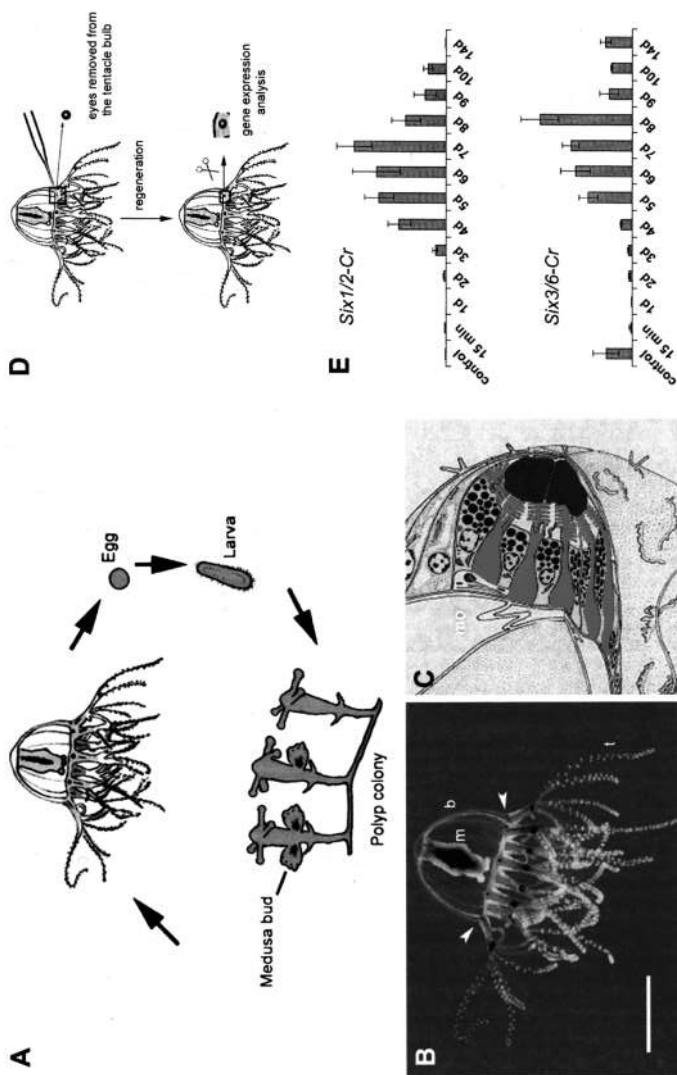 A
Egg
Larva
Polyp colony
Medusa bud
B
m
b
t
C
D
eyes removed from
the tentacle bulb
regeneration
gene expression
analysis
E
Six1/2-Cr
control
15 min
1d
2d
3d
4d
5d
6d
7d
8d
9d
10d
14d
Six3/6-Cr
control
15 min
1d
2d
3d
4d
5d
6d
7d
8d
9d
10d
14d